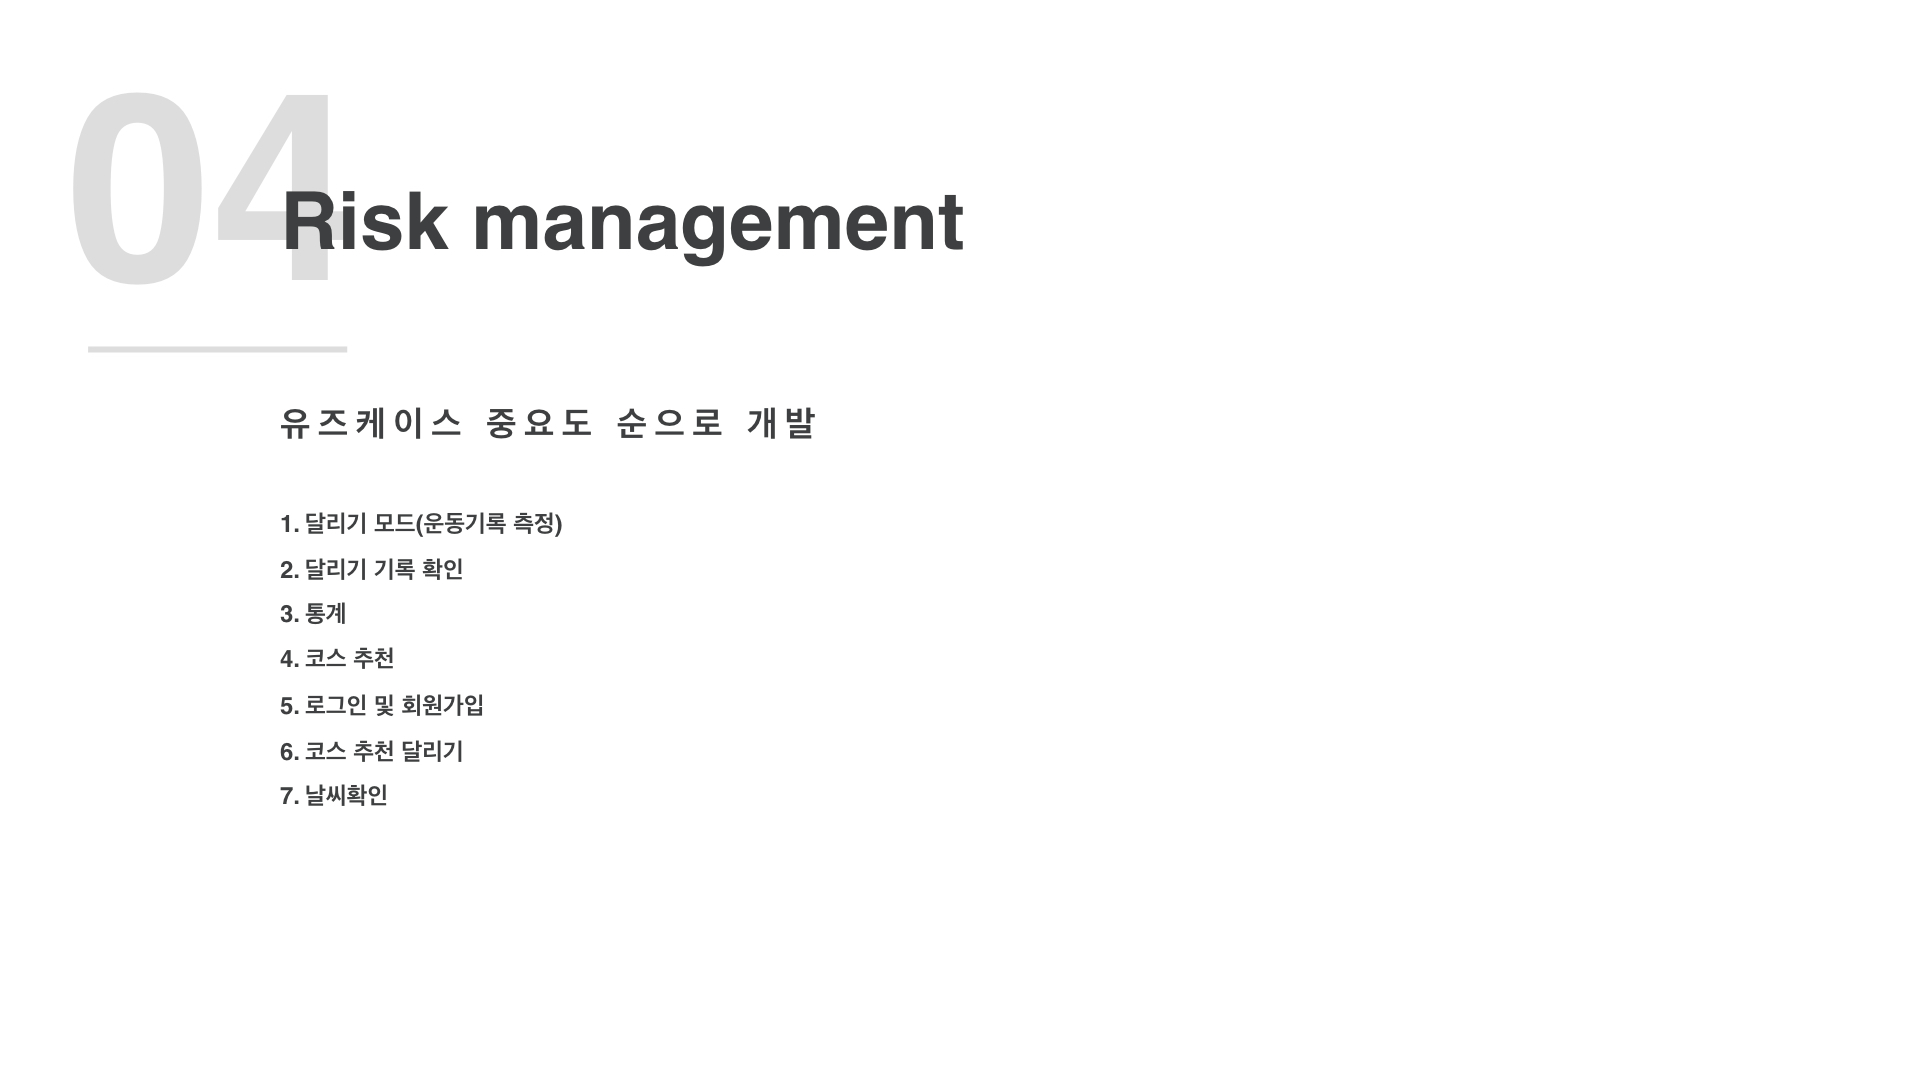 04
Risk management
유즈케이스 중요도 순으로 개발
1. 달리기 모드(운동기록 측정)
2. 달리기 기록 확인
3. 통계
4. 코스 추천
5. 로그인 및 회원가입
6. 코스 추천 달리기
7. 날씨확인